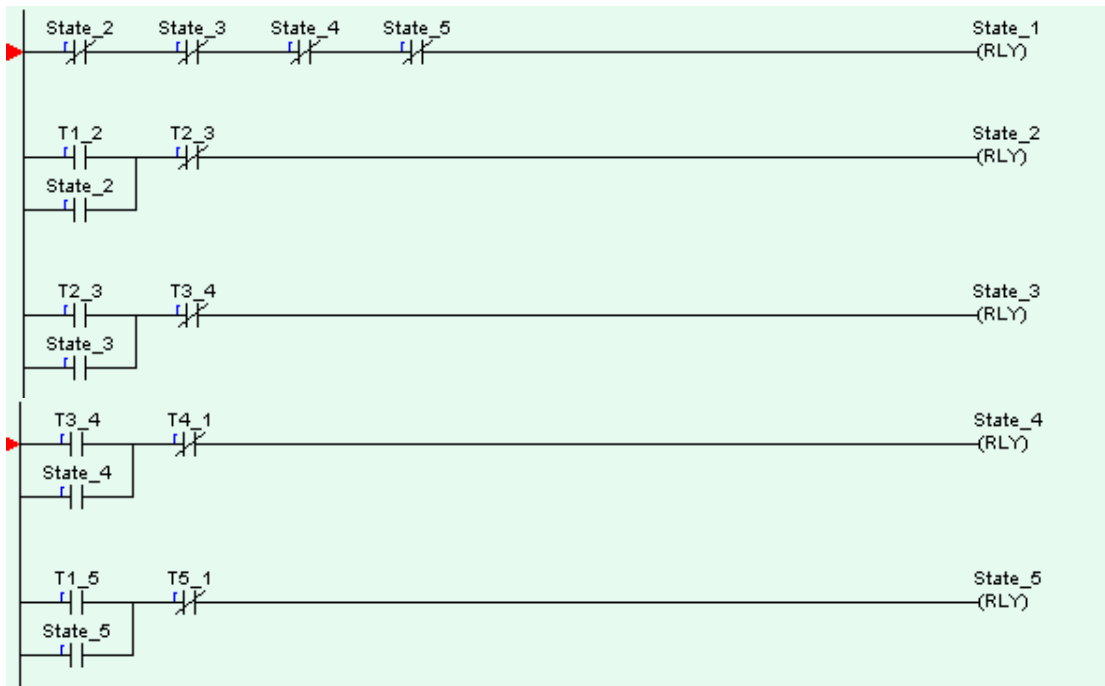 State_2 State_3 State_4 State_5 State_1
(RLY)
T1_2 T2_3 State_2
(RLY)
State_2
T2_3 T3_4 State_3
(RLY)
State_3
T3_4 T4_1 State_4
(RLY)
State_4
T1_5 T5_1 State_5
(RLY)
State_5